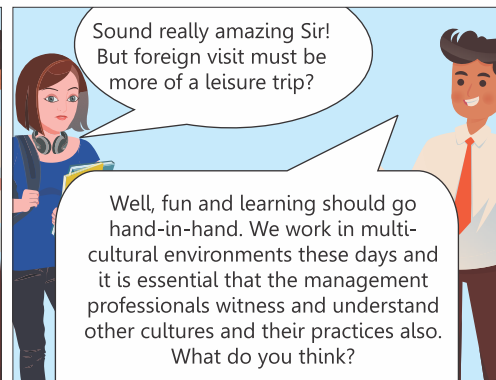 Sound really amazing Sir!
But foreign visit must be
more of a leisure trip?
Well, fun and learning should go
hand-in-hand. We work in multi-
cultural environments these days and
it is essential that the management
professionals witness and understand
other cultures and their practices also.
What do you think?